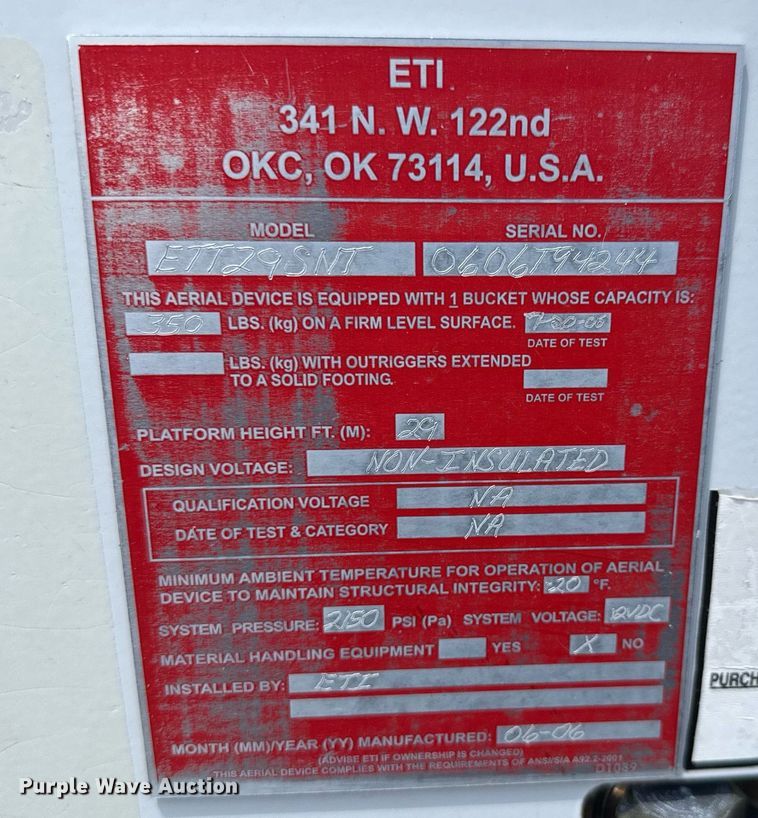 ETI
341 N. W. 122nd
OKC, OK 73114, U.S.A.
MODEL SERIAL NO.
ETT29SNT 0606T94244
THIS AERIAL DEVICE IS EQUIPPED WITH 1 BUCKET WHOSE CAPACITY IS:
350 LBS. (kg) ON A FIRM LEVEL SURFACE.
DATE OF TEST
LBS. (kg) WITH OUTRIGGERS EXTENDED
TO A SOLID FOOTING.
DATE OF TEST
PLATFORM HEIGHT FT. (M): 29
DESIGN VOLTAGE: NON-INSULATED
QUALIFICATION VOLTAGE NA
DATE OF TEST & CATEGORY NA
MINIMUM AMBIENT TEMPERATURE FOR OPERATION OF AERIAL
DEVICE TO MAINTAIN STRUCTURAL INTEGRITY: -20 °F.
SYSTEM PRESSURE: 2150 PSI (Pa) SYSTEM VOLTAGE: 12VDC
MATERIAL HANDLING EQUIPMENT YES X NO
INSTALLED BY: ETI
MONTH (MM)/YEAR (YY) MANUFACTURED: 06-06
(ADVISE ETI IF OWNERSHIP IS CHANGED)
THIS AERIAL DEVICE COMPLIES WITH THE REQUIREMENTS OF ANSI/SIA A92.2-2001
D1089
PURCH
Purple Wave Auction